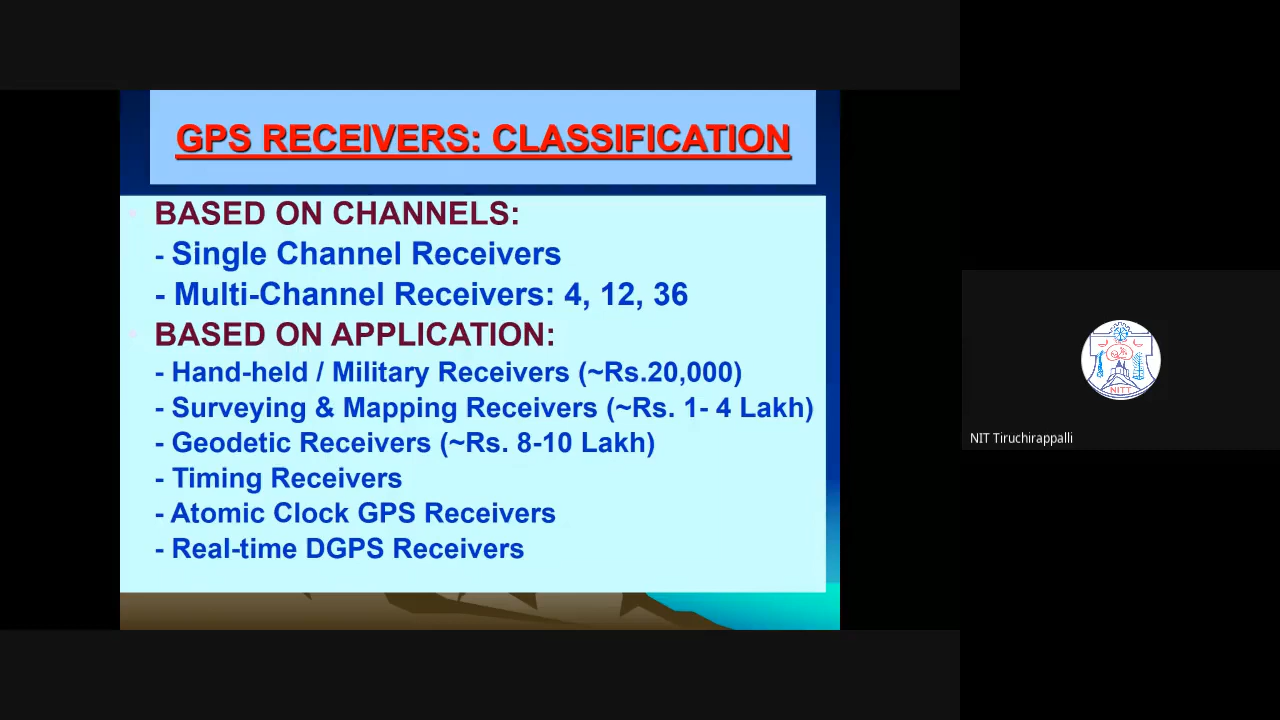 GPS RECEIVERS: CLASSIFICATION
• BASED ON CHANNELS:
- Single Channel Receivers
- Multi-Channel Receivers: 4, 12, 36
• BASED ON APPLICATION:
- Hand-held / Military Receivers (~Rs.20,000)
- Surveying & Mapping Receivers (~Rs. 1- 4 Lakh)
- Geodetic Receivers (~Rs. 8-10 Lakh)
- Timing Receivers
- Atomic Clock GPS Receivers
- Real-time DGPS Receivers
NITT
NIT Tiruchirappalli